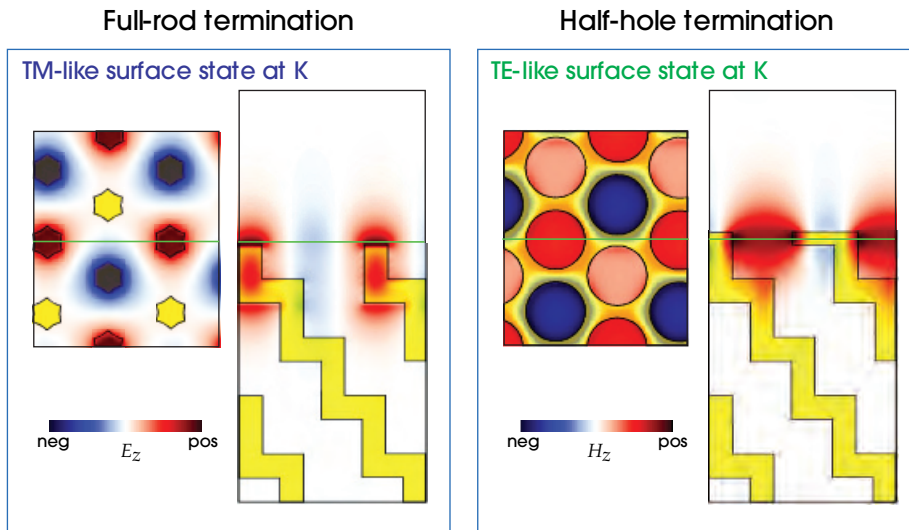 Full-rod termination
TM-like surface state at K
neg
E_z
pos
Half-hole termination
TE-like surface state at K
neg
H_z
pos